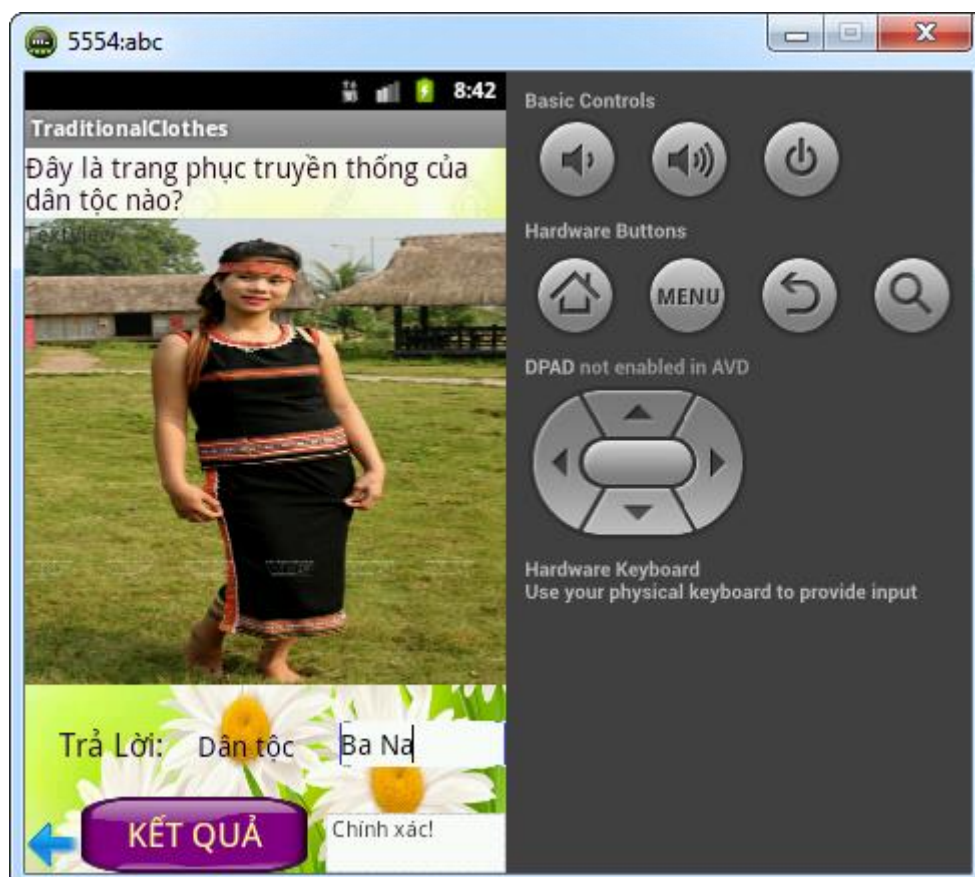 5554:abc
8:42
TraditionalClothes
Đây là trang phục truyền thống của
dân tộc nào?
TextView
Trả Lời:
Dân tộc
Ba Na
KẾT QUẢ
Chính xác!
Basic Controls
Hardware Buttons
MENU
DPAD not enabled in AVD
Hardware Keyboard
Use your physical keyboard to provide input